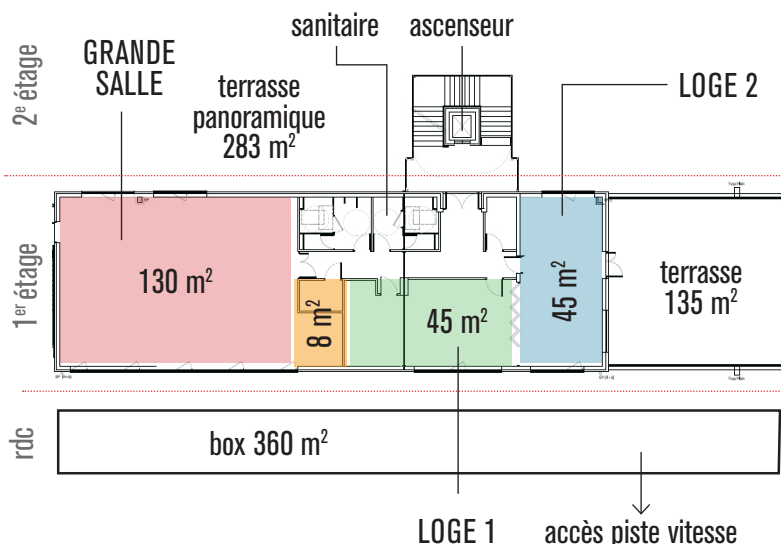 sanitaire
ascenseur
GRANDE
SALLE
2e étage
terrasse
panoramique
283 m²
LOGE 2
1er étage
130 m²
8 m²
45 m²
45 m²
terrasse
135 m²
rdc
box 360 m²
LOGE 1
accès piste vitesse